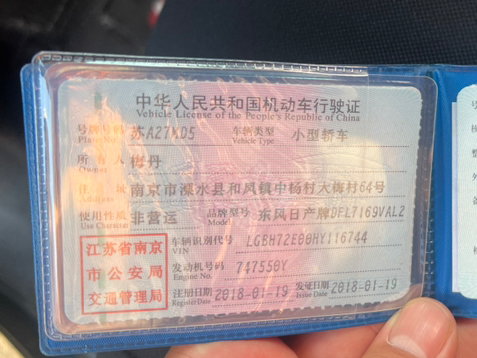 中华人民共和国机动车行驶证
Vehicle License of the People's Republic of China
号牌号码 苏A27KD5 车辆类型 小型轿车
Plate No. Vehicle Type
所有人 梅丹
Owner
住址 南京市溧水县和凤镇中杨村大梅村64号
Address
使用性质 非营运 品牌型号 东风日产牌DFL7169VAL2
Use Character Model
江苏省南京
市公安局
交通管理局
车辆识别代号 LGBH72E00HY116744
VIN
发动机号码 747550Y
Engine No.
注册日期 2018-01-19 发证日期 2018-01-19
Register Date Issue Date